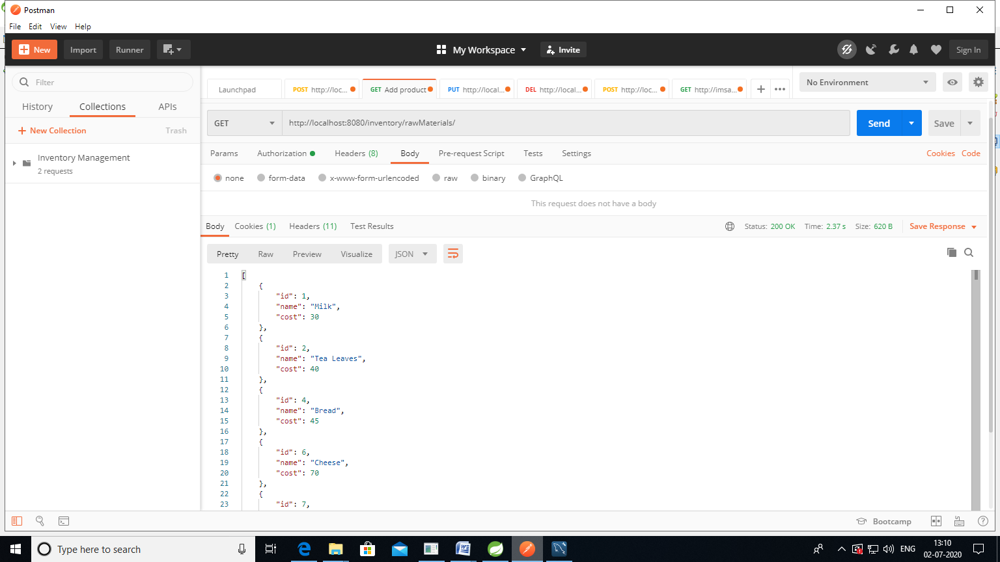 Postman
File Edit View Help
New Import Runner My Workspace Invite Sign In
Filter
History Collections APIs
New Collection Trash
Inventory Management
2 requests
Launchpad POST http://loc... GET Add product PUT http://local... DEL http://local... POST http://loc... GET http://imsa... No Environment
GET http://localhost:8080/inventory/rawMaterials/ Send Save
Params Authorization Headers (8) Body Pre-request Script Tests Settings Cookies Code
none form-data x-www-form-urlencoded raw binary GraphQL
This request does not have a body
Body Cookies (1) Headers (11) Test Results Status: 200 OK Time: 2.37 s Size: 620 B Save Response
Pretty Raw Preview Visualize JSON
1 [
2 {
3 "id": 1,
4 "name": "Milk",
5 "cost": 30
6 },
7 {
8 "id": 2,
9 "name": "Tea Leaves",
10 "cost": 40
11 },
12 {
13 "id": 4,
14 "name": "Bread",
15 "cost": 45
16 },
17 {
18 "id": 6,
19 "name": "Cheese",
20 "cost": 70
21 },
22 {
23 "id": 7,
Bootcamp
Type here to search
ENG
13:10
02-07-2020